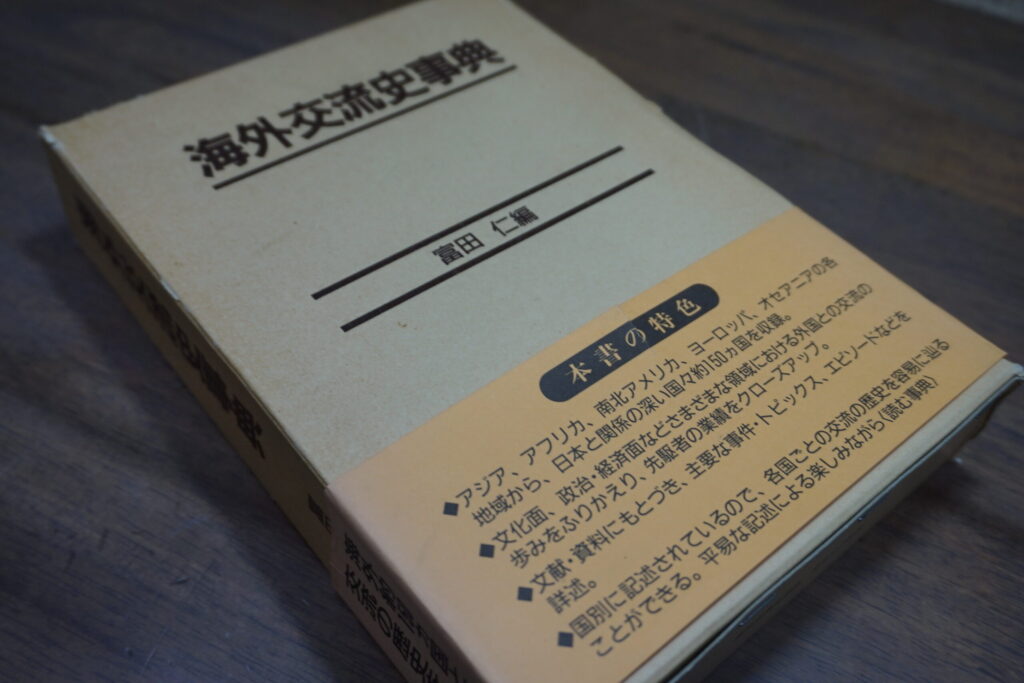 海外交流史事典
富田 仁編
本書の特色
◆アジア、アフリカ、南北アメリカ、ヨーロッパ、オセアニアの各
地域から、日本と関係の深い国々約150ヵ国を収録。
◆文化面、政治・経済面などさまざまな領域における外国との交流の
歩みをふりかえり、先駆者の業績をクローズアップ。
◆文献・資料にもとづき、主要な事件・トピックス、エピソードなどを
詳述。
◆国別に記述されているので、各国ごとの交流の歴史を容易に辿る
ことができる。平易な記述による楽しみながら〈読む事典〉
交流の歴史